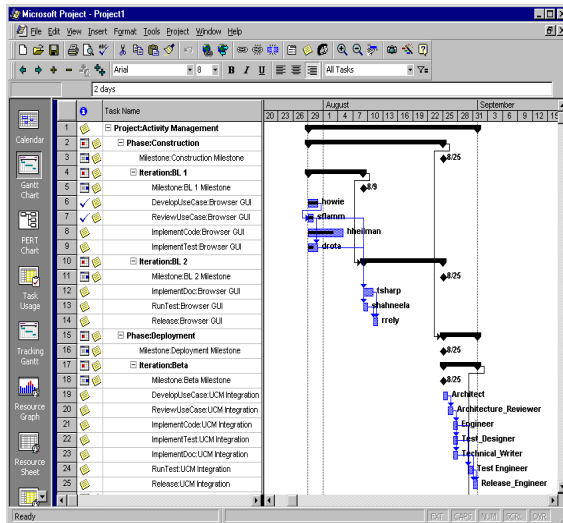 Microsoft Project - Project1
File Edit View Insert Format Tools Project Window Help
Arial 8 B I U All Tasks
2 days
Task Name
August September
20 23 26 29 1 4 7 10 13 16 19 22 25 28 31 3 6 9 12 15
Calendar
Gantt Chart
PERT Chart
Task Usage
Tracking Gantt
Resource Graph
Resource Sheet
1 Project:Activity Management
2 Phase:Construction
3 Milestone:Construction Milestone 8/25
4 Iteration:BL 1
5 Milestone:BL 1 Milestone 8/9
6 DevelopUseCase:Browser GUI howie
7 ReviewUseCase:Browser GUI sflamm
8 ImplementCode:Browser GUI hheilman
9 ImplementTest:Browser GUI drota
10 Iteration:BL 2
11 Milestone:BL 2 Milestone 8/25
12 ImplementDoc:Browser GUI tsharp
13 RunTest:Browser GUI shahneela
14 Release:Browser GUI rrely
15 Phase:Deployment
16 Milestone:Deployment Milestone 8/25
17 Iteration:Beta
18 Milestone:Beta Milestone 8/25
19 DevelopUseCase:UCM Integration Architect
20 ReviewUseCase:UCM Integration Architecture_Reviewer
21 ImplementCode:UCM Integration Engineer
22 ImplementTest:UCM Integration Test_Designer
23 ImplementDoc:UCM Integration Technical_Writer
24 RunTest:UCM Integration Test Engineer
25 Release:UCM Integration Release_Engineer
Ready EXT CAPS NUM SCRL OVR